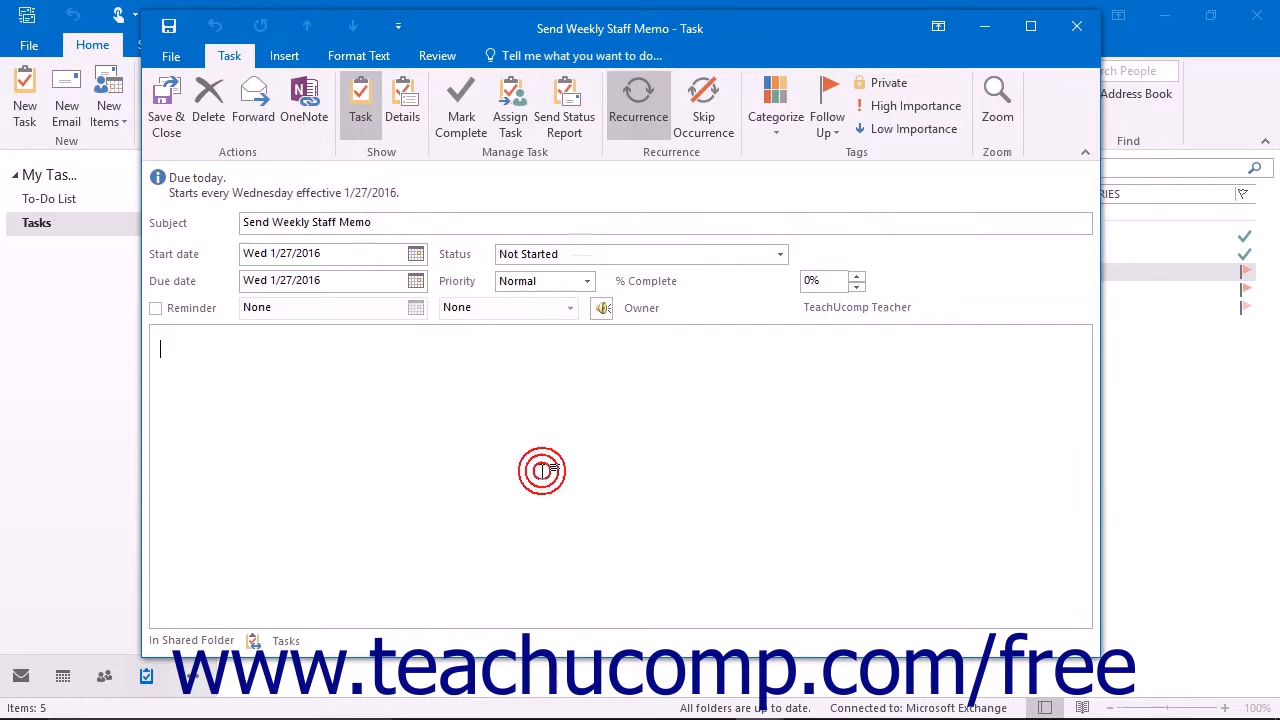 Send Weekly Staff Memo - Task
File
Home
File
Task
Insert
Format Text
Review
Tell me what you want to do...
New Task
New Email
New Items
New
Save & Close
Delete
Forward
OneNote
Actions
Task
Details
Show
Mark Complete
Assign Task
Send Status Report
Manage Task
Recurrence
Skip Occurrence
Recurrence
Categorize
Follow Up
Private
High Importance
Low Importance
Tags
Zoom
Zoom
rch People
Address Book
Find
My Tas...
To-Do List
Tasks
RIES
Due today.
Starts every Wednesday effective 1/27/2016.
Subject Send Weekly Staff Memo
Start date Wed 1/27/2016 Status Not Started
Due date Wed 1/27/2016 Priority Normal % Complete 0%
Reminder None None Owner TeachUcomp Teacher
In Shared Folder Tasks
www.teachucomp.com/free
Items: 5
All folders are up to date.
Connected to: Microsoft Exchange
100%